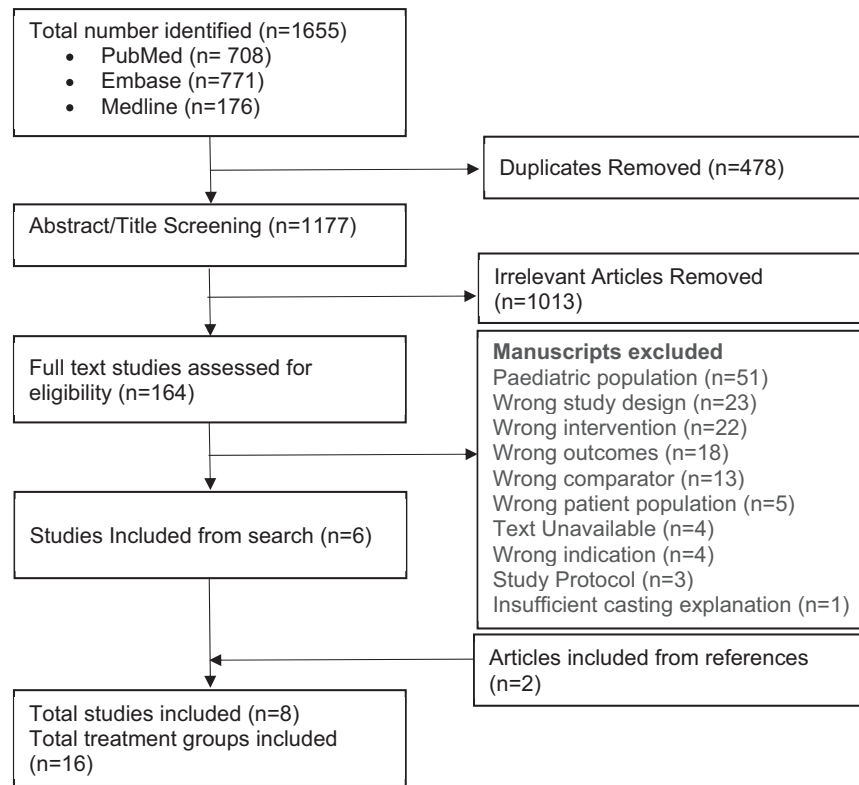 Total number identified (n=1655)
• PubMed (n= 708)
• Embase (n=771)
• Medline (n=176)
Duplicates Removed (n=478)
Abstract/Title Screening (n=1177)
Irrelevant Articles Removed
(n=1013)
Full text studies assessed for
eligibility (n=164)
Manuscripts excluded
Paediatric population (n=51)
Wrong study design (n=23)
Wrong intervention (n=22)
Wrong outcomes (n=18)
Wrong comparator (n=13)
Wrong patient population (n=5)
Text Unavailable (n=4)
Wrong indication (n=4)
Study Protocol (n=3)
Insufficient casting explanation (n=1)
Studies Included from search (n=6)
Articles included from references
(n=2)
Total studies included (n=8)
Total treatment groups included
(n=16)